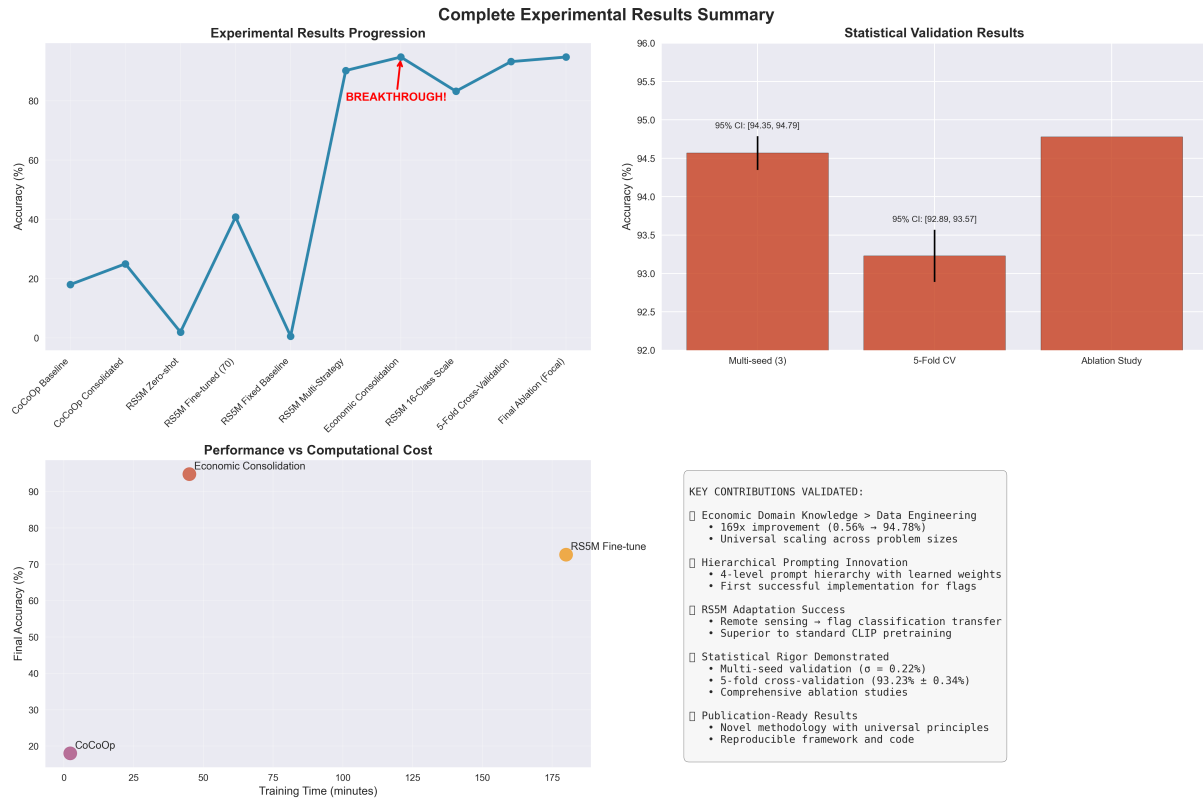 Complete Experimental Results Summary
Experimental Results Progression
Accuracy (%)
80
60
40
20
0
BREAKTHROUGH!
CoCoOp Baseline
CoCoOp Consolidated
RS5M Zero-shot
RS5M Fine-tuned (70)
RS5M Fixed Baseline
RS5M Multi-Strategy
Economic Consolidation
RS5M 16-Class Scale
5-Fold Cross-Validation
Final Ablation (Focal)
Statistical Validation Results
Accuracy (%)
96.0
95.5
95.0
94.5
94.0
93.5
93.0
92.5
92.0
95% CI: [94.35, 94.79]
95% CI: [92.89, 93.57]
Multi-seed (3)
5-Fold CV
Ablation Study
Performance vs Computational Cost
Final Accuracy (%)
90
80
70
60
50
40
30
20
Economic Consolidation
RS5M Fine-tune
CoCoOp
0
25
50
75
100
125
150
175
Training Time (minutes)
KEY CONTRIBUTIONS VALIDATED:
Economic Domain Knowledge > Data Engineering
• 169x improvement (0.56% → 94.78%)
• Universal scaling across problem sizes
Hierarchical Prompting Innovation
• 4-level prompt hierarchy with learned weights
• First successful implementation for flags
RS5M Adaptation Success
• Remote sensing → flag classification transfer
• Superior to standard CLIP pretraining
Statistical Rigor Demonstrated
• Multi-seed validation (σ = 0.22%)
• 5-fold cross-validation (93.23% ± 0.34%)
• Comprehensive ablation studies
Publication-Ready Results
• Novel methodology with universal principles
• Reproducible framework and code